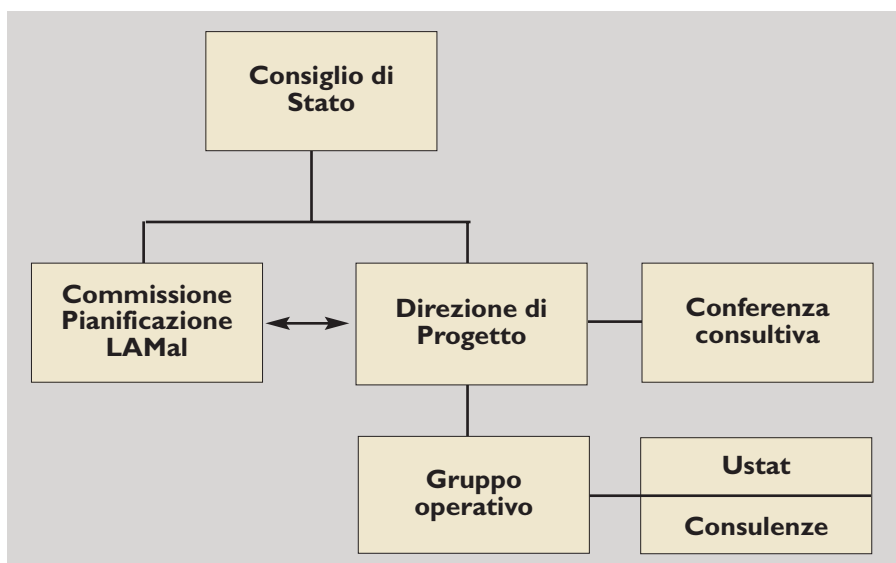 Consiglio di
Stato
Commissione
Pianificazione
LAMal
Direzione di
Progetto
Conferenza
consultiva
Gruppo
operativo
Ustat
Consulenze